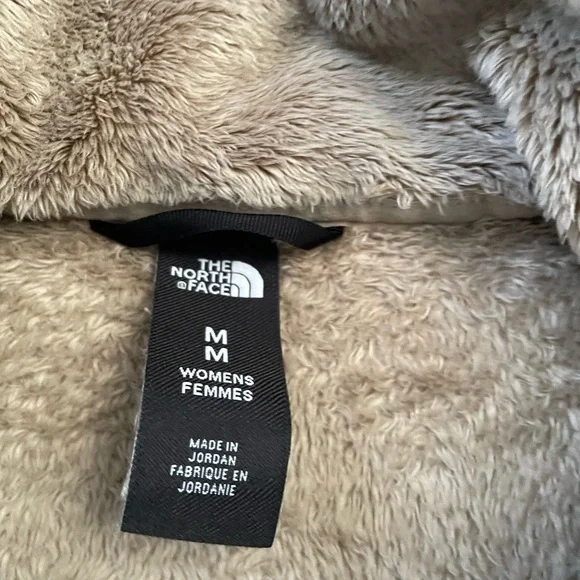 THE
NORTH
®FACE
M
M
WOMENS
FEMMES
MADE IN
JORDAN
FABRIQUE EN
JORDANIE